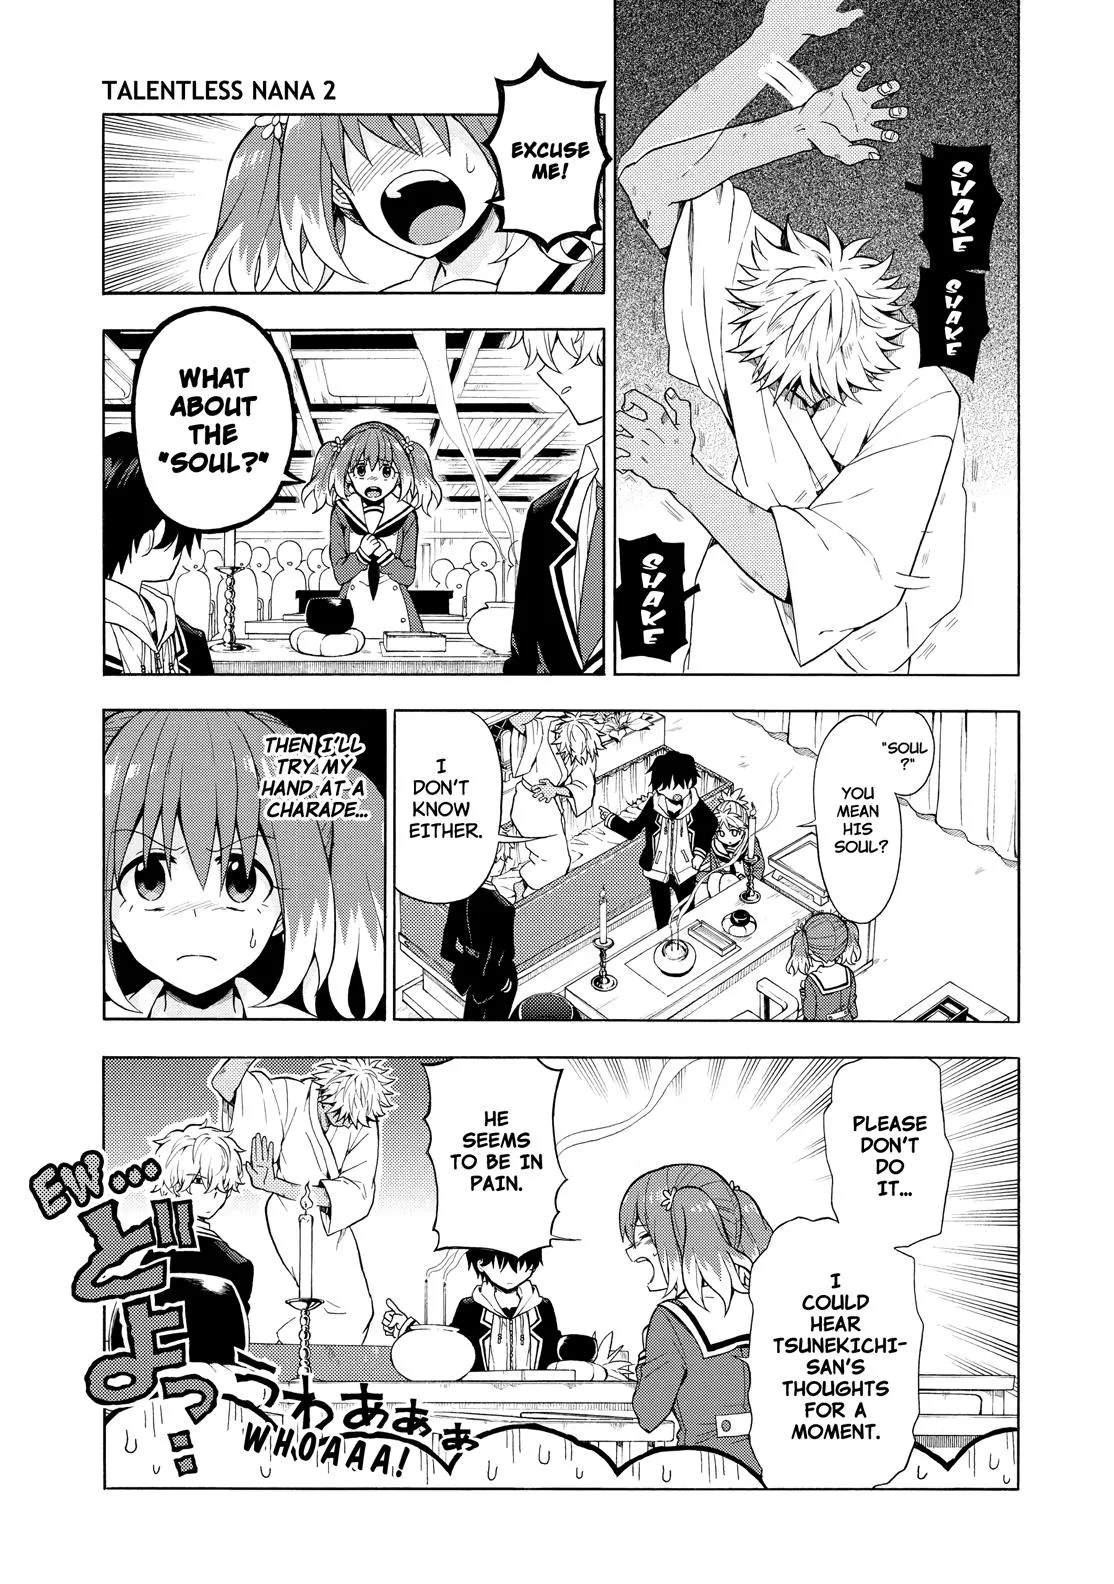 TALENTLESS NANA 2
SHAKE
SHAKE
SHAKE
SHAKE
EXCUSE
ME!
WHAT
ABOUT
THE
"SOUL?"
"SOUL
?"
YOU
MEAN
HIS
SOUL?
I
DON'T
KNOW
EITHER.
THEN I'LL
TRY MY
HAND AT A
CHARADE...
PLEASE
DON'T
DO
IT...
I
COULD
HEAR
TSUNEKICHI-
SAN'S
THOUGHTS
FOR A
MOMENT.
HE
SEEMS
TO BE IN
PAIN.
EW...
どよっ…
うわあぁぁ
WHOAAA!